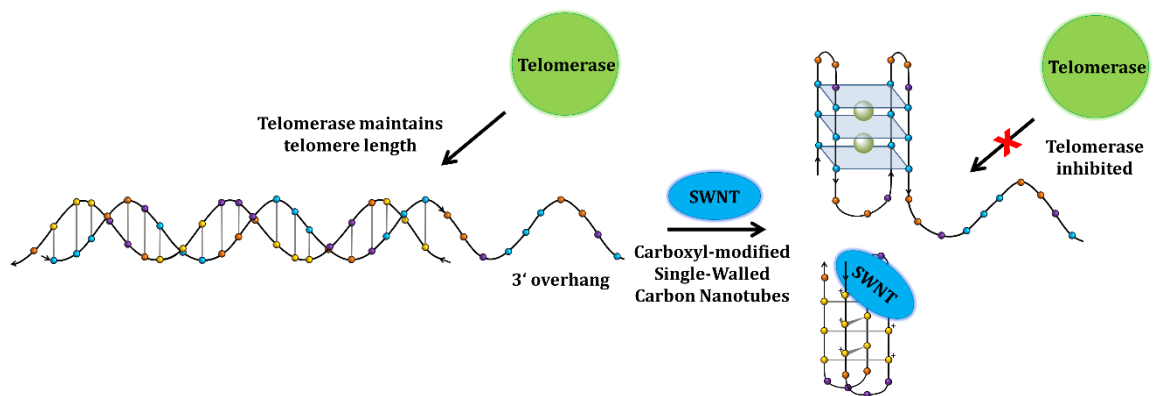 Telomerase
Telomerase maintains
telomere length
3‘ overhang
SWNT
Carboxyl-modified
Single-Walled
Carbon Nanotubes
Telomerase
Telomerase
inhibited
SWNT
+
+
+
+